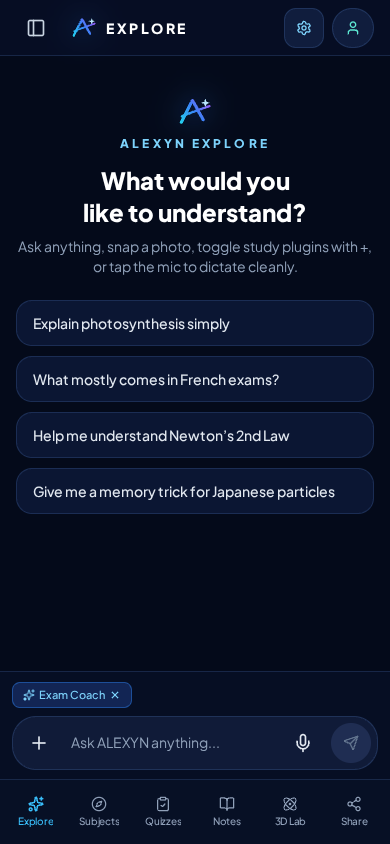 EXPLORE
ALEXYN EXPLORE
What would you
like to understand?
Ask anything, snap a photo, toggle study plugins with +,
or tap the mic to dictate cleanly.
Explain photosynthesis simply
What mostly comes in French exams?
Help me understand Newton’s 2nd Law
Give me a memory trick for Japanese particles
Exam Coach ×
Ask ALEXYN anything...
Explore Subjects Quizzes Notes 3D Lab Share